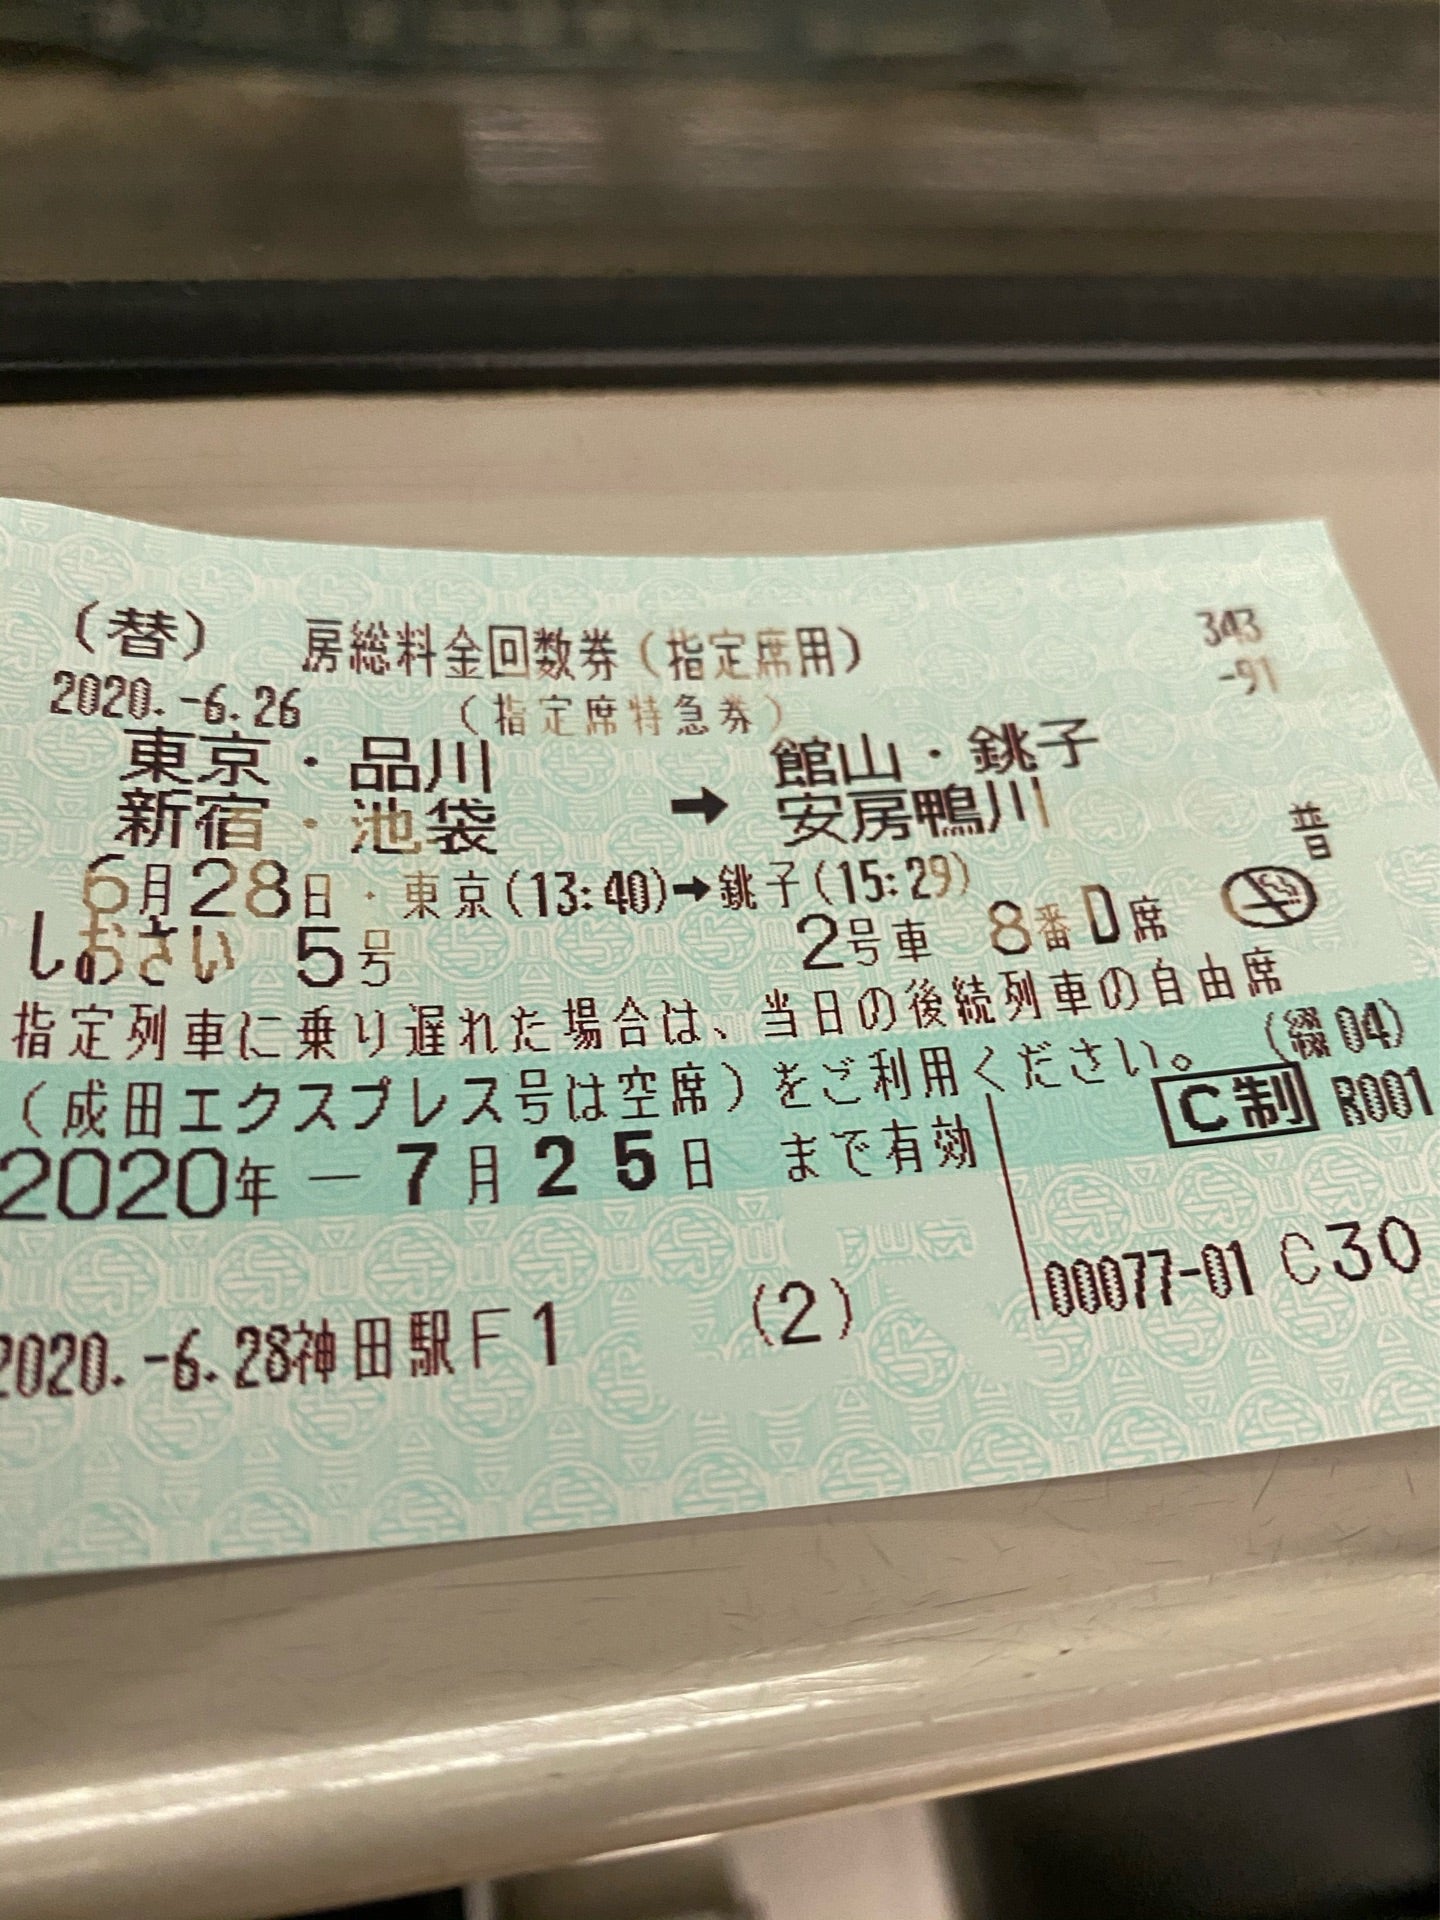 (替) 房総料金回数券(指定席用) 343
2020.-6.26 (指定席特急券) -91
東京・品川 館山・銚子
新宿・池袋 ➡ 安房鴨川 普
6月28日・東京(13:40)➡銚子(15:29)
しおさい 5号 2号車 8番D席
指定列車に乗り遅れた場合は、当日の後続列車の自由席
(成田エクスプレス号は空席)をご利用ください。 (綴04)
2020年-7月25日 まで有効 C制 R001
00077-01 C30
2020.-6.28神田駅F1 (2)